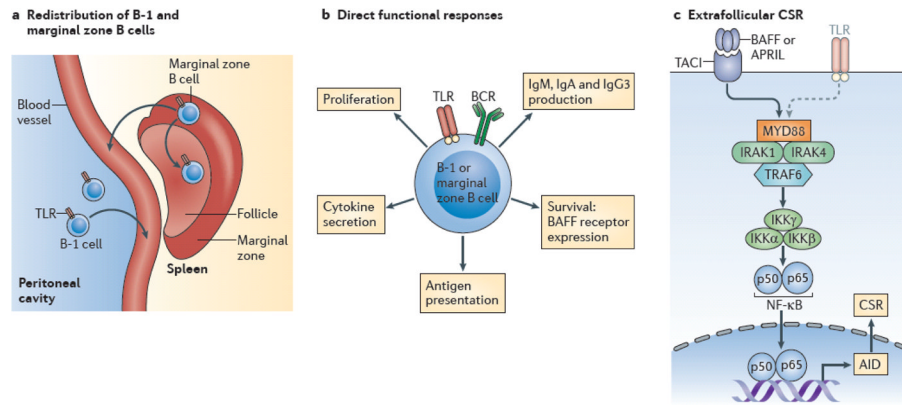 a Redistribution of B-1 and
marginal zone B cells
Marginal zone
B cell
Blood
vessel
TLR
B-1 cell
Follicle
Marginal
zone
Spleen
Peritoneal
cavity
b Direct functional responses
Proliferation
TLR
BCR
IgM, IgA and IgG3
production
B-1 or
marginal
zone B cell
Cytokine
secretion
Survival:
BAFF receptor
expression
Antigen
presentation
c Extrafollicular CSR
BAFF or
APRIL
TLR
TACI
MYD88
IRAK1
IRAK4
TRAF6
IKKγ
IKKα
IKKβ
p50
p65
NF-κB
CSR
p50
p65
AID